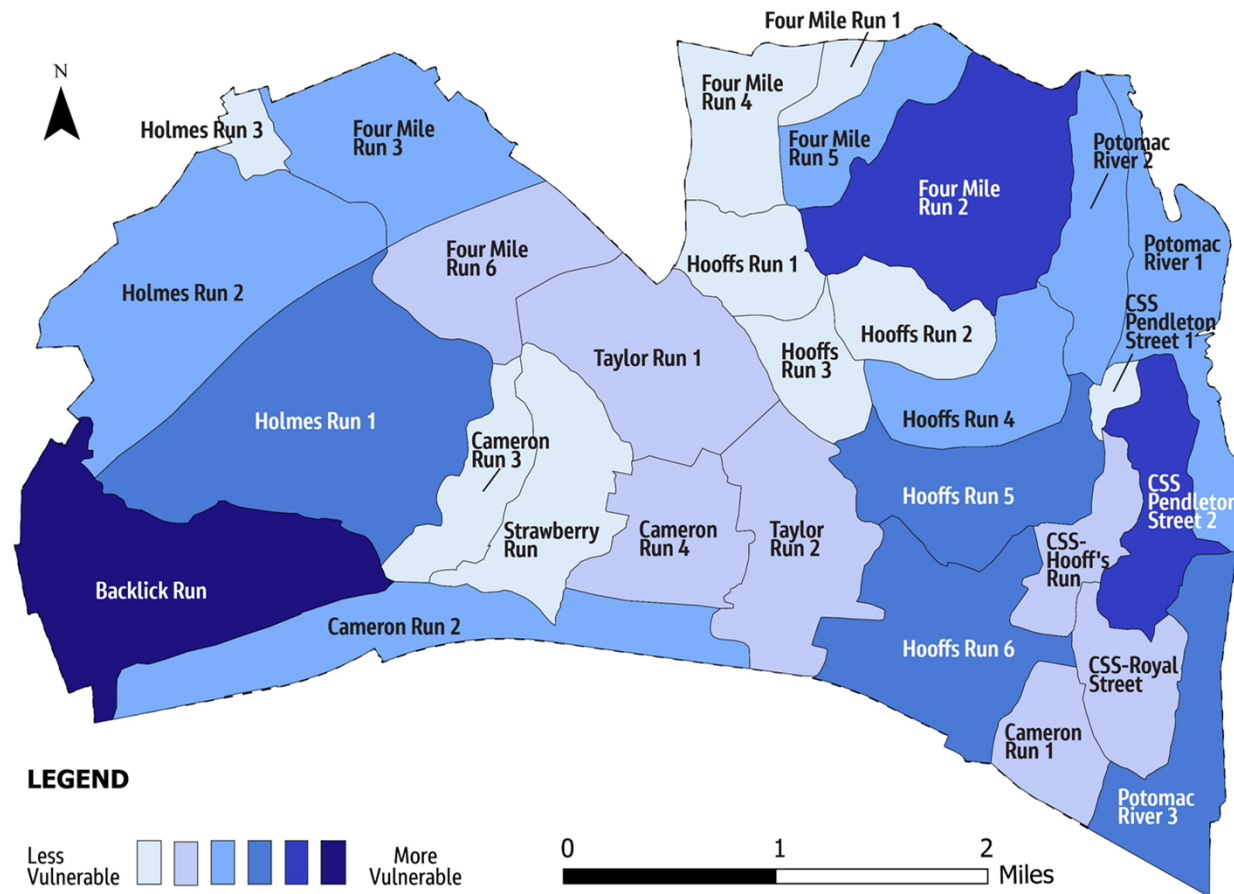 Four Mile Run 1
N
Four Mile
Run 4
Holmes Run 3
Four Mile
Run 3
Four Mile
Run 5
Potomac
River 2
Four Mile
Run 2
Four Mile
Run 6
Hooffs Run 1
Potomac
River 1
Holmes Run 2
CSS
Pendleton
Street 1
Hooffs Run 2
Taylor Run 1
Hooffs
Run 3
Holmes Run 1
Hooffs Run 4
Cameron
Run 3
CSS
Pendleton
Street 2
Hooffs Run 5
Strawberry
Run
Cameron
Run 4
Taylor
Run 2
CSS-
Hooff's
Run
Backlick Run
Cameron Run 2
Hooffs Run 6
CSS-Royal
Street
Cameron
Run 1
Potomac
River 3
LEGEND
Less
Vulnerable
More
Vulnerable
0 1 2
Miles